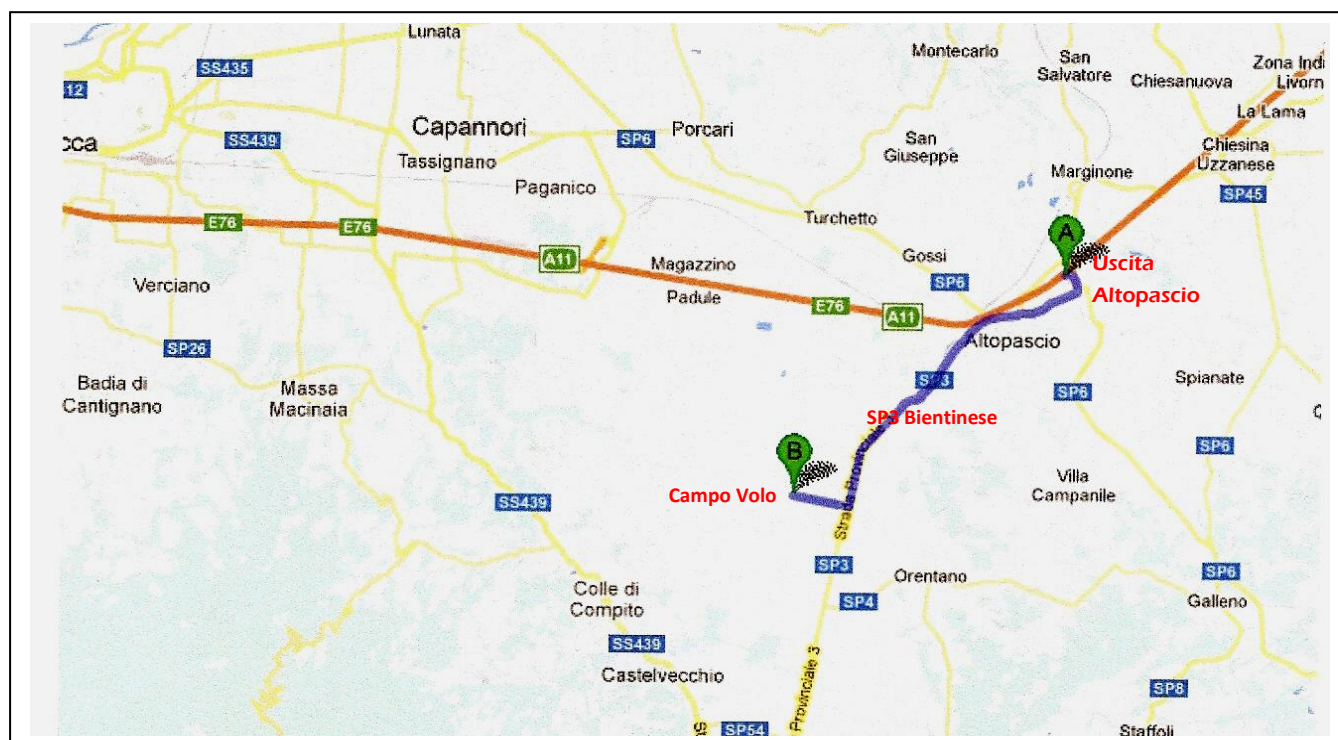 Lunata
Montecarlo
San
Salvatore
Chiesanuova
Zona Indi
Livorn
SS435
12
La Lama
Capannori
Porcari
SP6
SS439
cca
Tassignano
San
Giuseppe
Chiesina
Uzzanese
Marginone
Paganico
SP45
Turchetto
E76
E76
A
Gossi
A11
Magazzino
Uscita
Verciano
Padule
SP6
Altopascio
E76
A11
SP26
Altopascio
Badia di
Cantignano
Massa
Macinaia
SP3
Spianate
SP6
SP3 Bientinese
B
SP6
Villa
Campanile
Campo Volo
SS439
Strada Provinciale
SP3
Orentano
SP6
Colle di
Compito
SP4
Galleno
SS439
Castelvecchio
Provinciale 3
SP8
SP54
Staffoli